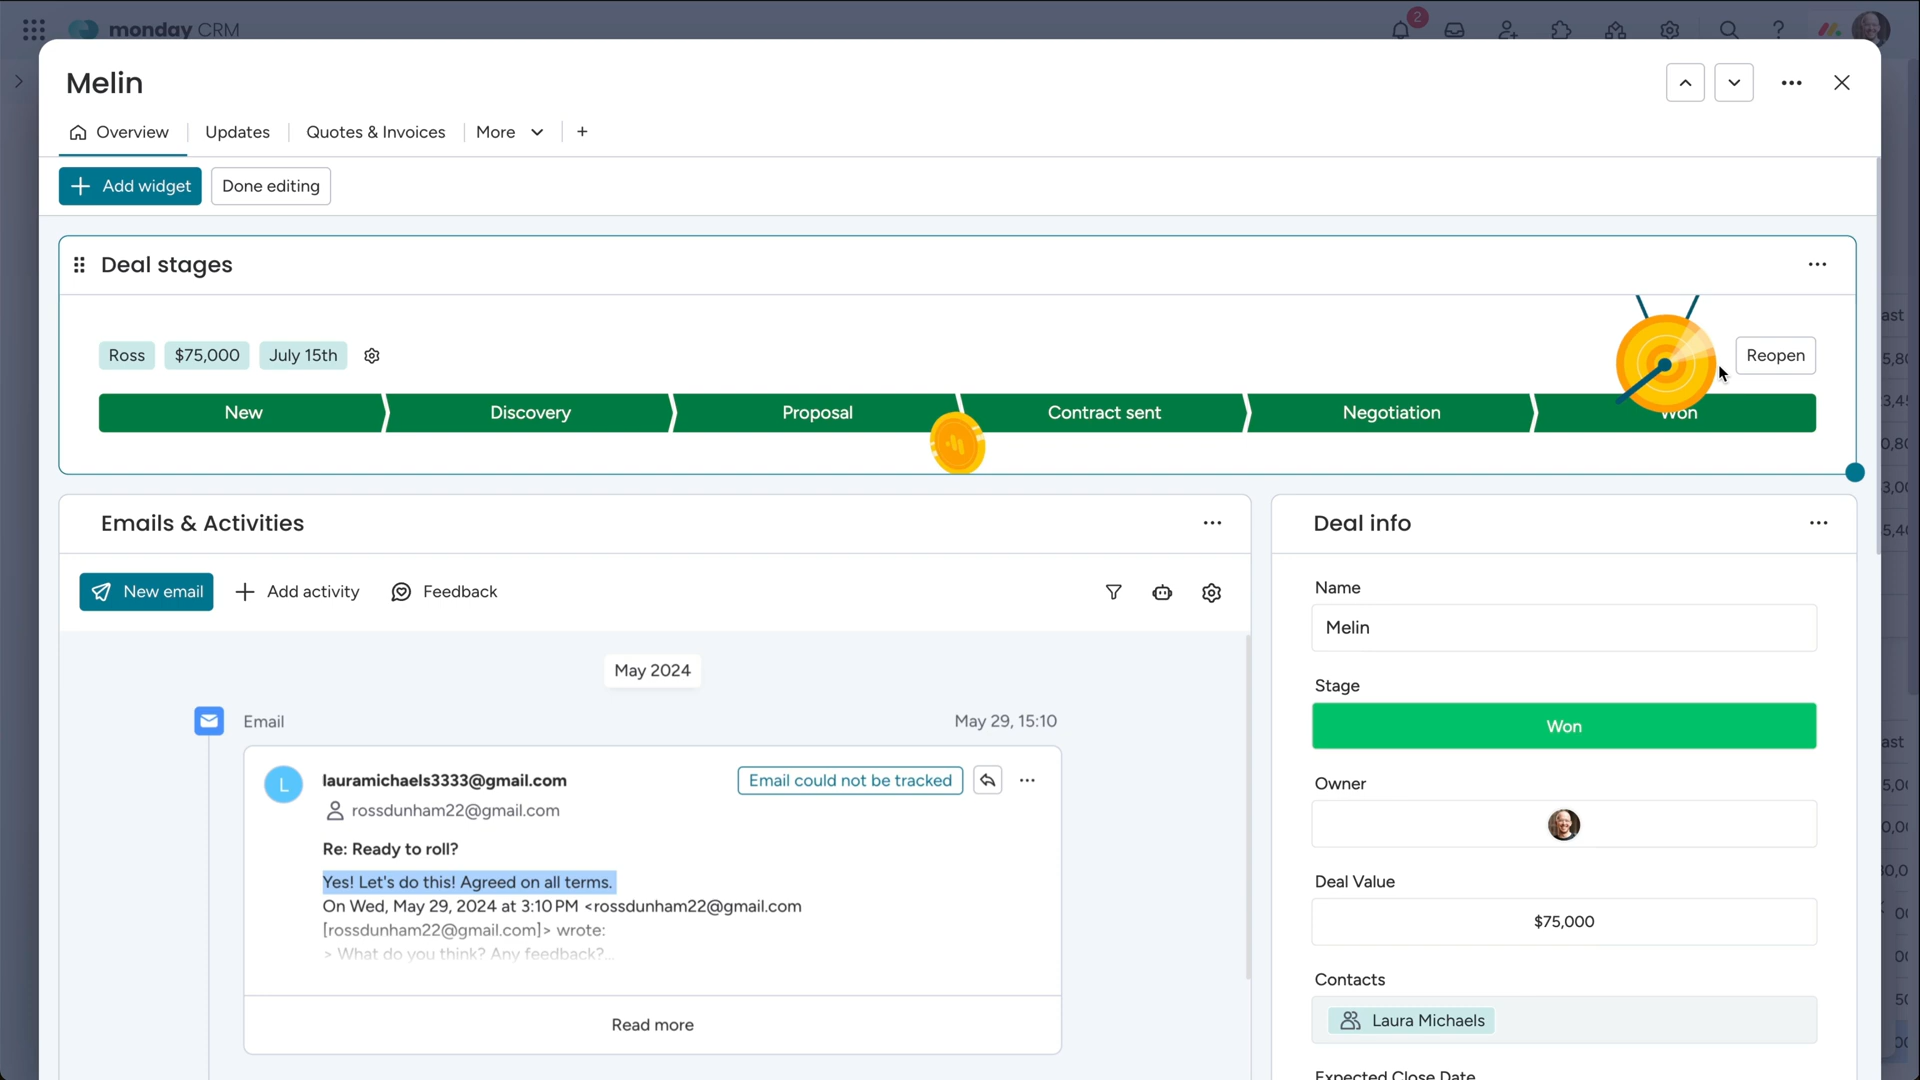 monday CRM
2
Melin
Overview
Updates
Quotes & Invoices
More
Add widget
Done editing
Deal stages
Ross
$75,000
July 15th
Reopen
New
Discovery
Proposal
Contract sent
Negotiation
Won
Emails & Activities
Deal info
New email
Add activity
Feedback
Name
Melin
May 2024
Stage
Email
May 29, 15:10
Won
L
lauramichaels3333@gmail.com
Email could not be tracked
rossdunham22@gmail.com
Owner
Re: Ready to roll?
Yes! Let's do this! Agreed on all terms.
On Wed, May 29, 2024 at 3:10 PM <rossdunham22@gmail.com
[rossdunham22@gmail.com]> wrote:
> What do you think? Any feedback?...
Deal Value
$75,000
Contacts
Laura Michaels
Read more
Expected Close Date